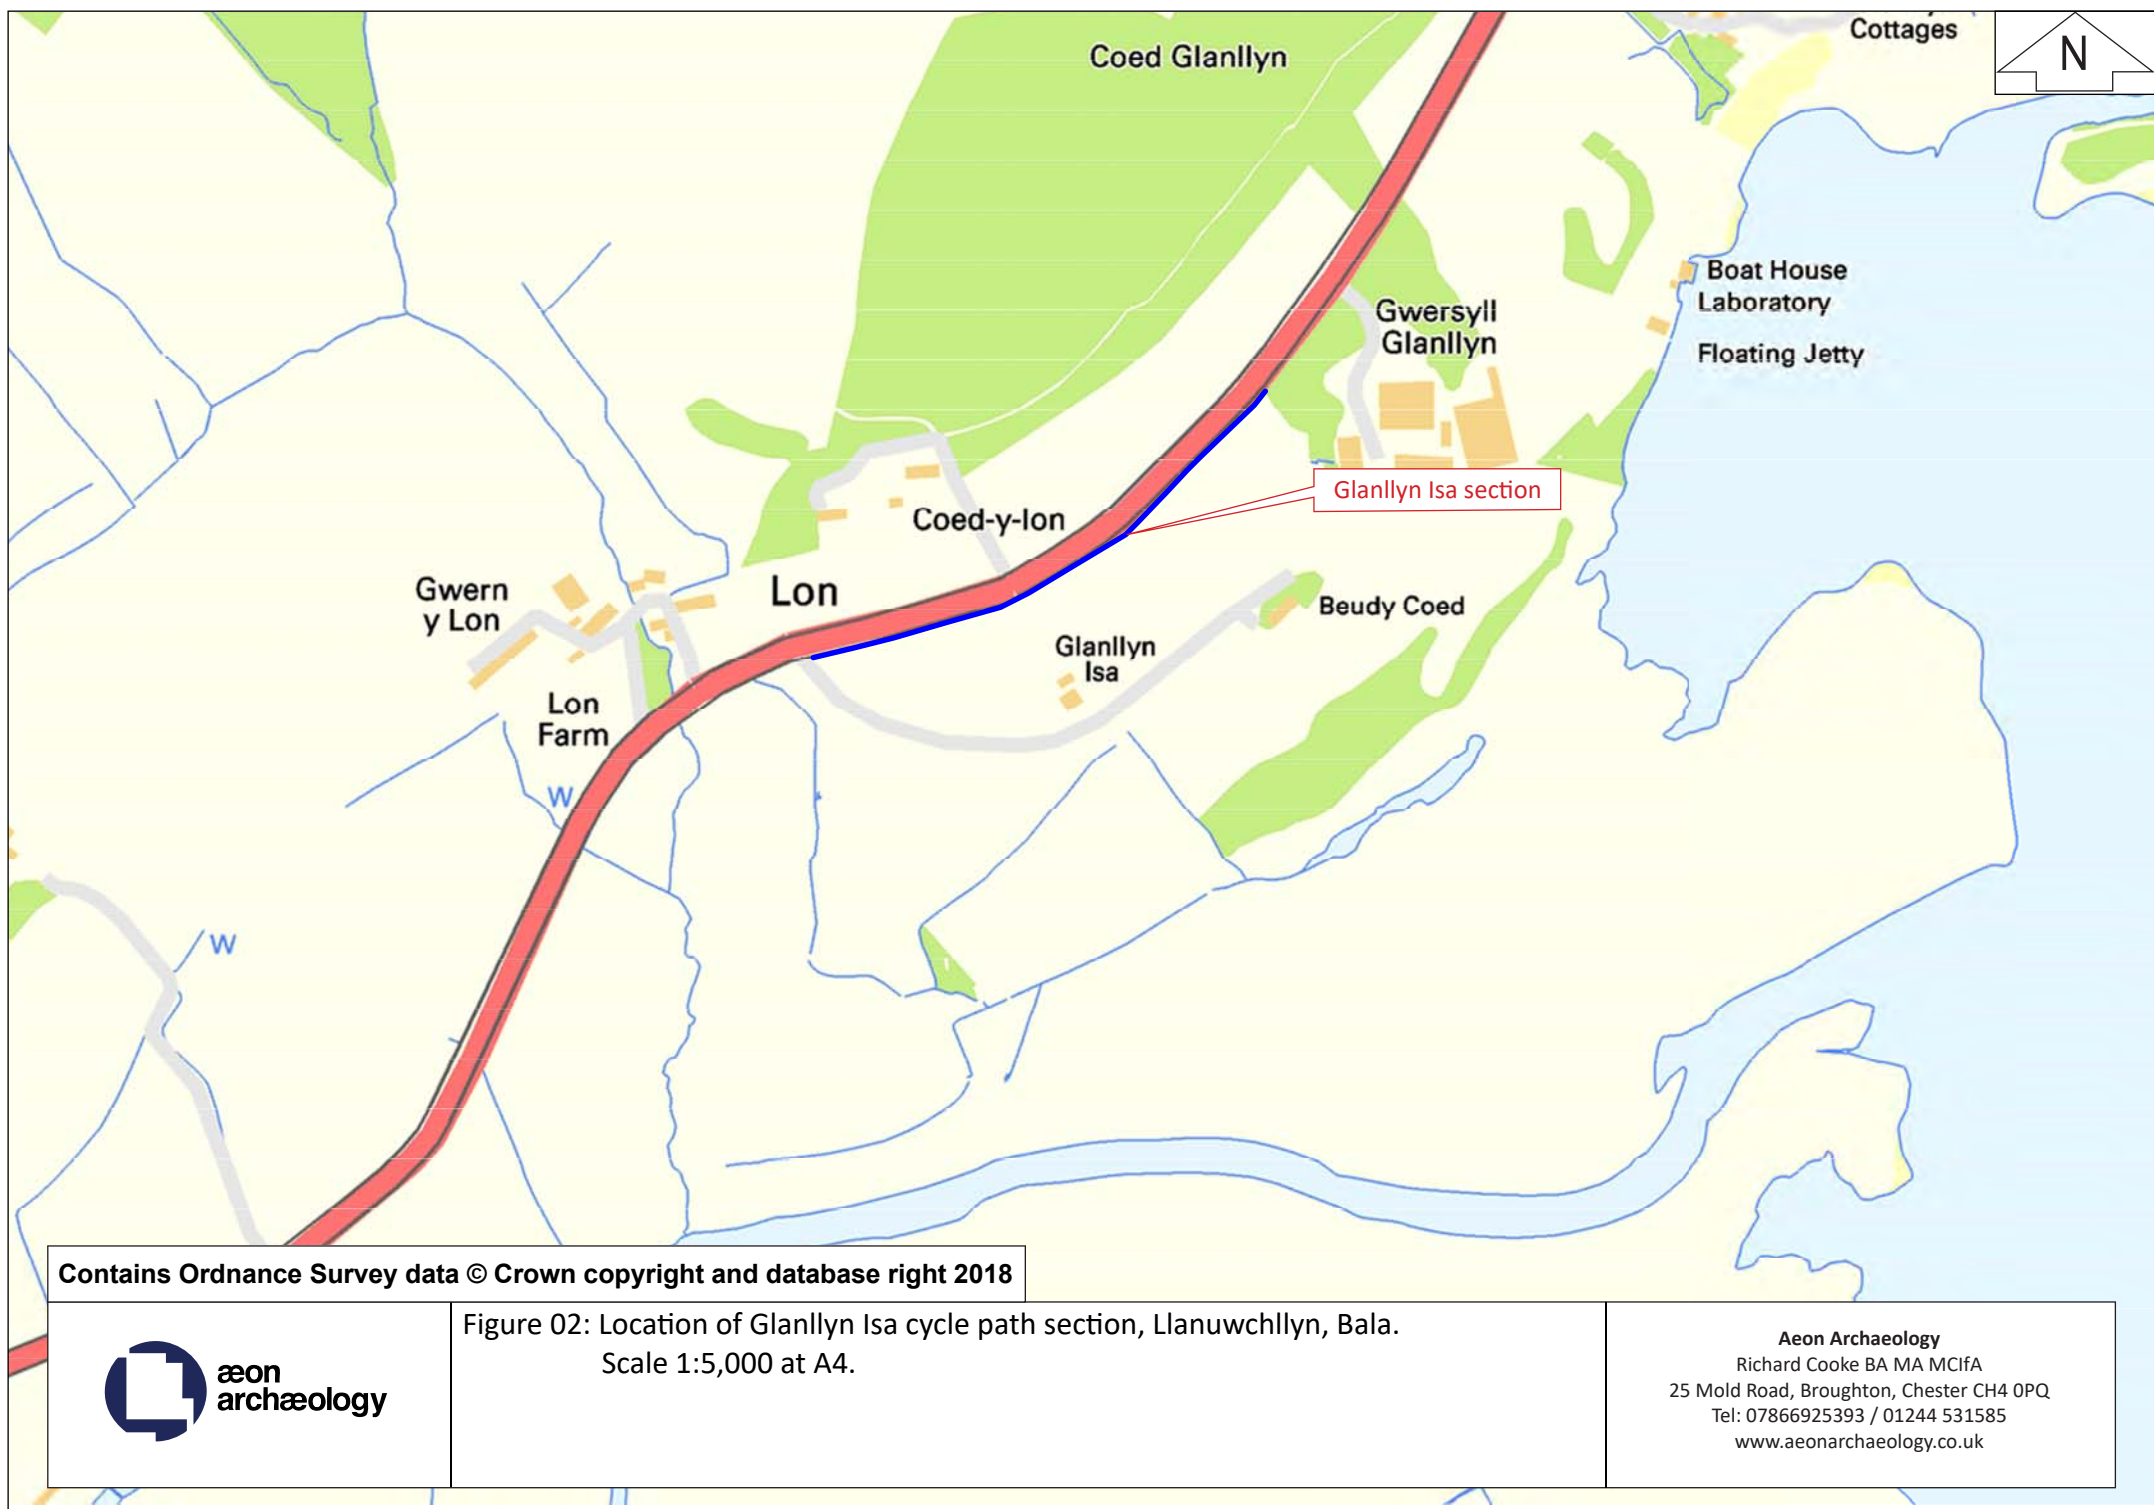 Coed Glanllyn
Cottages
N
Boat House
Laboratory
Floating Jetty
Gwersyll
Glanllyn
Glanllyn Isa section
Coed-y-lon
Lon
Gwern
y Lon
Beudy Coed
Glanllyn
Isa
Lon
Farm
W
W
Contains Ordnance Survey data © Crown copyright and database right 2018
æon
archæology
Figure 02: Location of Glanllyn Isa cycle path section, Llanuwchllyn, Bala.
Scale 1:5,000 at A4.
Aeon Archaeology
Richard Cooke BA MA MCIfA
25 Mold Road, Broughton, Chester CH4 0PQ
Tel: 07866925393 / 01244 531585
www.aeonarchaeology.co.uk